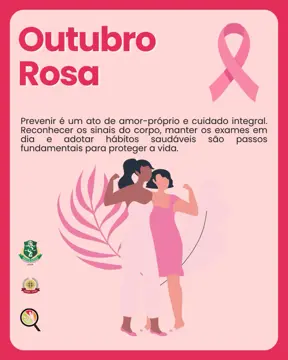 Outubro
Rosa
Prevenir é um ato de amor-próprio e cuidado integral.
Reconhecer os sinais do corpo, manter os exames em
dia e adotar hábitos saudáveis são passos
fundamentais para proteger a vida.